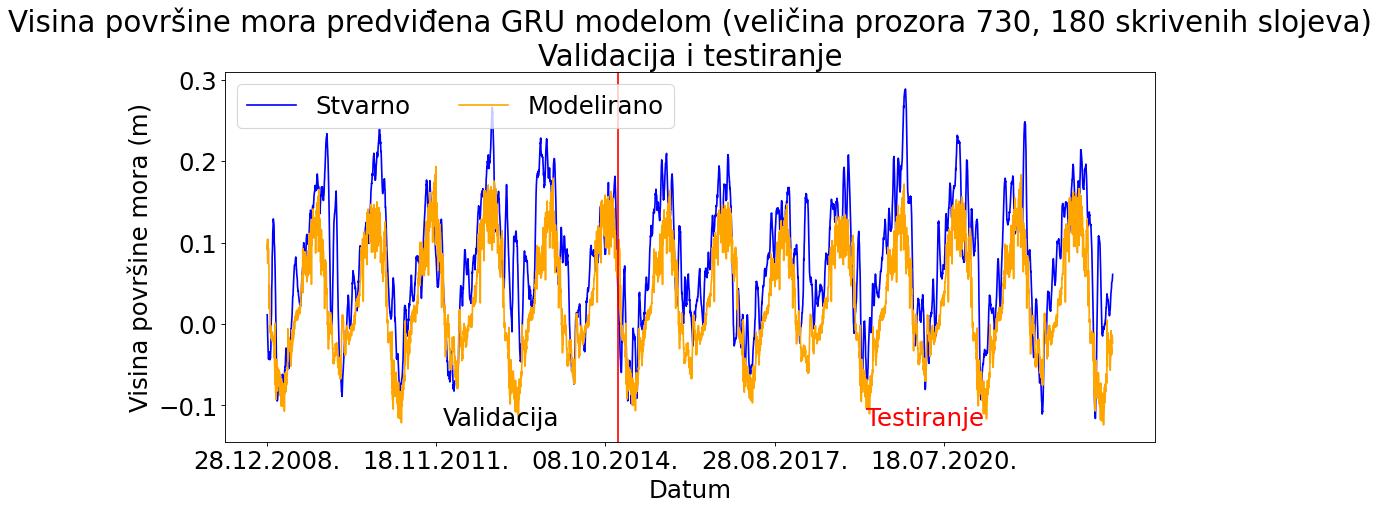 Visina površine mora predviđena GRU modelom (veličina prozora 730, 180 skrivenih slojeva)
Validacija i testiranje
Stvarno
Modelirano
Visina površine mora (m)
0.3
0.2
0.1
0.0
−0.1
Validacija
Testiranje
28.12.2008.
18.11.2011.
08.10.2014.
28.08.2017.
18.07.2020.
Datum